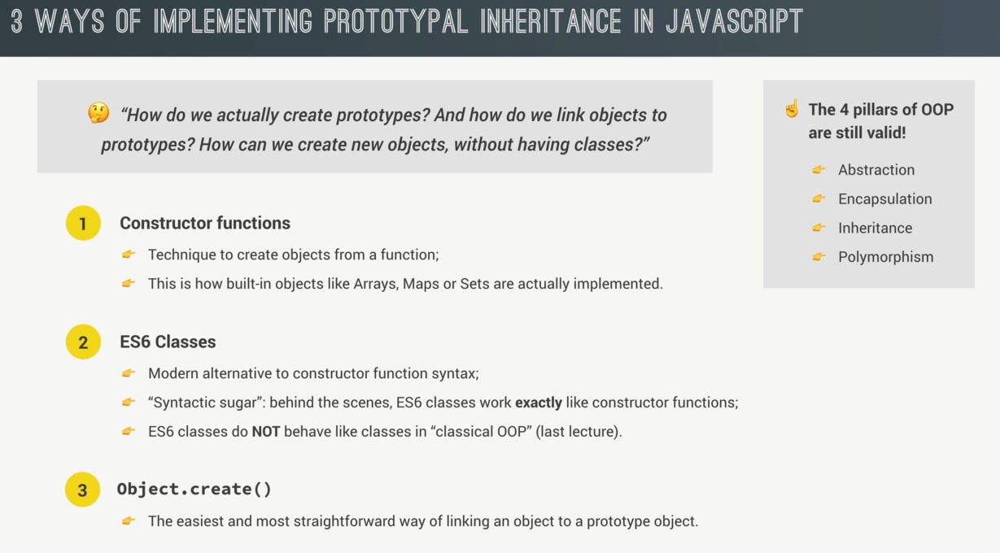 3 WAYS OF IMPLEMENTING PROTOTYPAL INHERITANCE IN JAVASCRIPT
“How do we actually create prototypes? And how do we link objects to
prototypes? How can we create new objects, without having classes?”
1 Constructor functions
Technique to create objects from a function;
This is how built-in objects like Arrays, Maps or Sets are actually implemented.
2 ES6 Classes
Modern alternative to constructor function syntax;
“Syntactic sugar”: behind the scenes, ES6 classes work exactly like constructor functions;
ES6 classes do NOT behave like classes in “classical OOP” (last lecture).
3 Object.create()
The easiest and most straightforward way of linking an object to a prototype object.
The 4 pillars of OOP
are still valid!
Abstraction
Encapsulation
Inheritance
Polymorphism